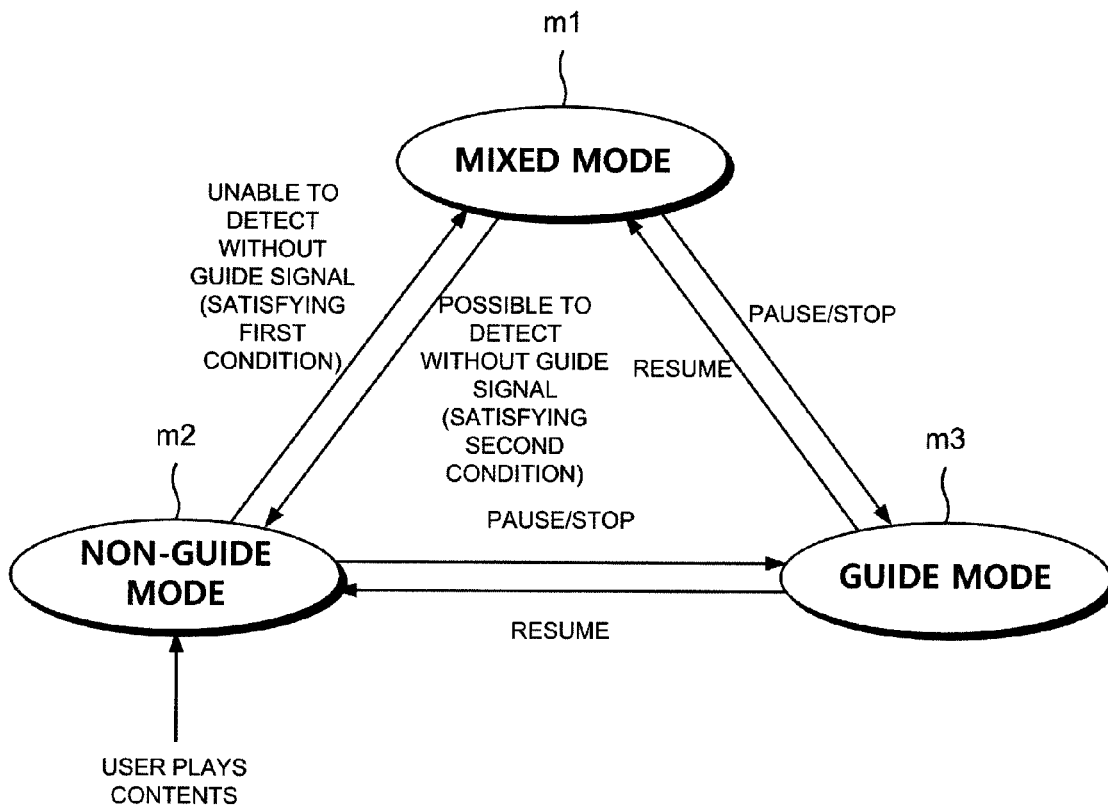 m1
MIXED MODE
UNABLE TO
DETECT
WITHOUT
GUIDE SIGNAL
(SATISFYING
FIRST
CONDITION)
POSSIBLE TO
DETECT
WITHOUT GUIDE
SIGNAL
(SATISFYING
SECOND
CONDITION)
PAUSE/STOP
RESUME
m2
NON-GUIDE
MODE
m3
GUIDE MODE
PAUSE/STOP
RESUME
USER PLAYS
CONTENTS